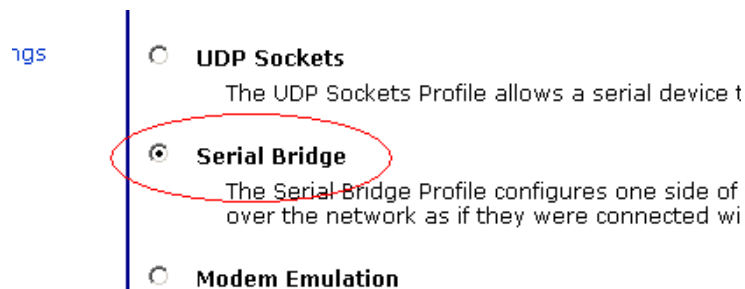 ngs
UDP Sockets
The UDP Sockets Profile allows a serial device
Serial Bridge
The Serial Bridge Profile configures one side of
over the network as if they were connected
Modem Emulation